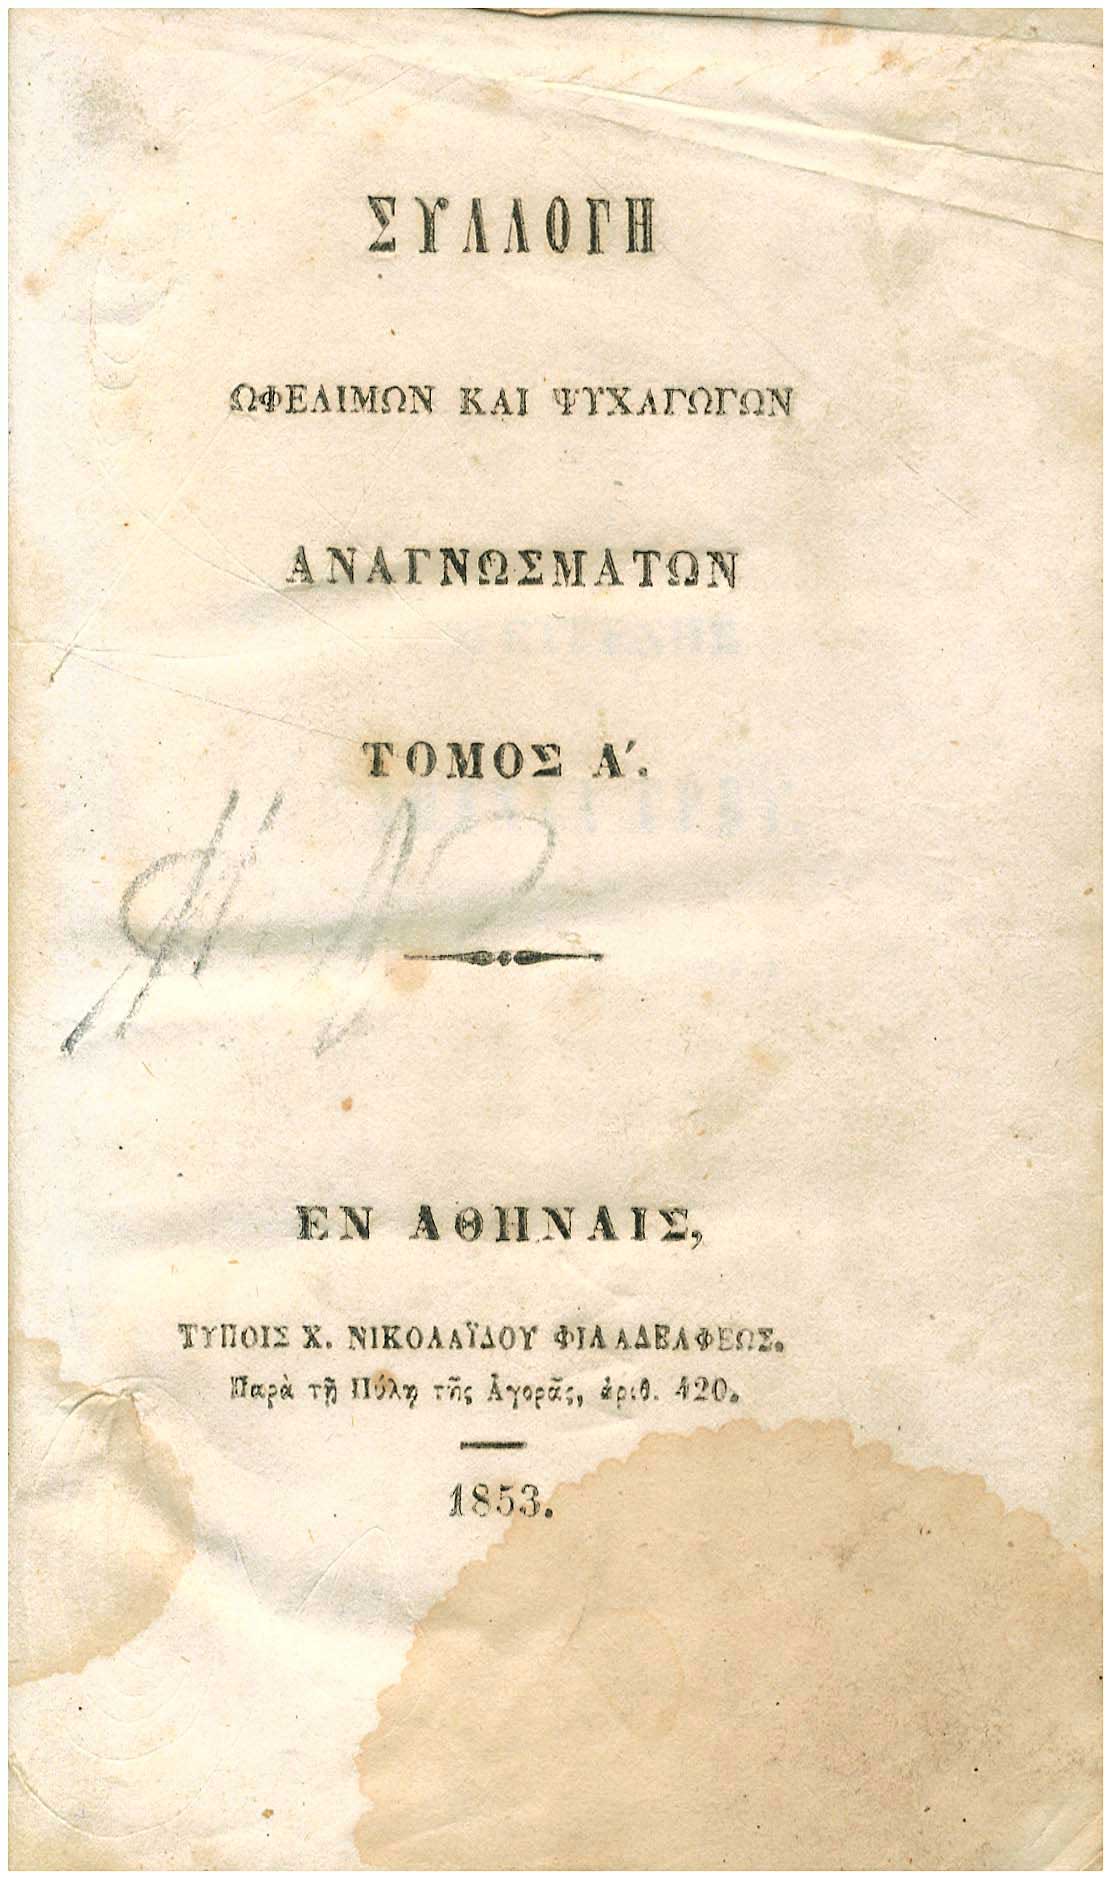 ΣΥΛΛΟΓΗ
ΩΦΕΛΙΜΩΝ ΚΑΙ ΨΥΧΑΓΩΓΩΝ
ΑΝΑΓΝΩΣΜΑΤΩΝ
ΤΟΜΟΣ Α΄.
ΕΝ ΑΘΗΝΑΙΣ,
ΤΥΠΟΙΣ Χ. ΝΙΚΟΛΑΪΔΟΥ ΦΙΛΑΔΕΛΦΕΩΣ.
Παρὰ τῇ Πύλῃ τῆς Ἀγορᾶς, ἀριθ. 420.
1853.